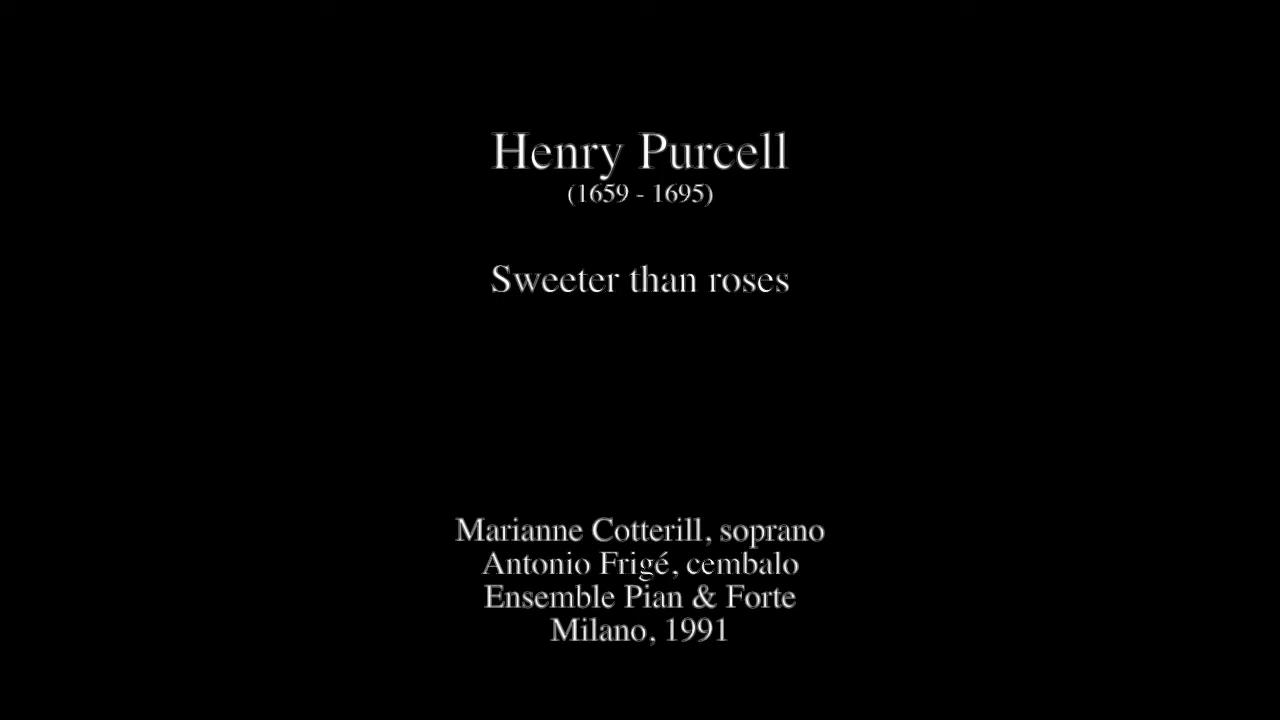 Henry Purcell
(1659 - 1695)
Sweeter than roses
Marianne Cotterill, soprano
Antonio Frigé, cembalo
Ensemble Pian & Forte
Milano, 1991